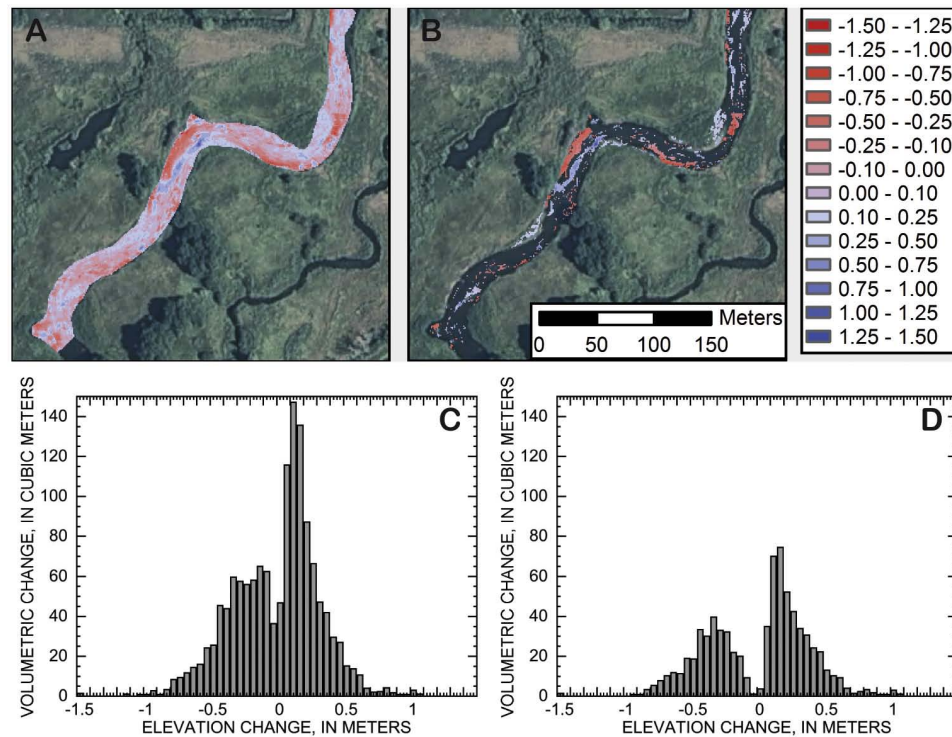 A
B
-1.50 - -1.25
-1.25 - -1.00
-1.00 - -0.75
-0.75 - -0.50
-0.50 - -0.25
-0.25 - -0.10
-0.10 - 0.00
0.00 - 0.10
0.10 - 0.25
0.25 - 0.50
0.50 - 0.75
0.75 - 1.00
1.00 - 1.25
1.25 - 1.50
Meters
0 50 100 150
C
VOLUMETRIC CHANGE, IN CUBIC METERS
140
120
100
80
60
40
20
0
-1.5 -1 -0.5 0 0.5 1
ELEVATION CHANGE, IN METERS
D
VOLUMETRIC CHANGE, IN CUBIC METERS
140
120
100
80
60
40
20
0
-1.5 -1 -0.5 0 0.5 1
ELEVATION CHANGE, IN METERS